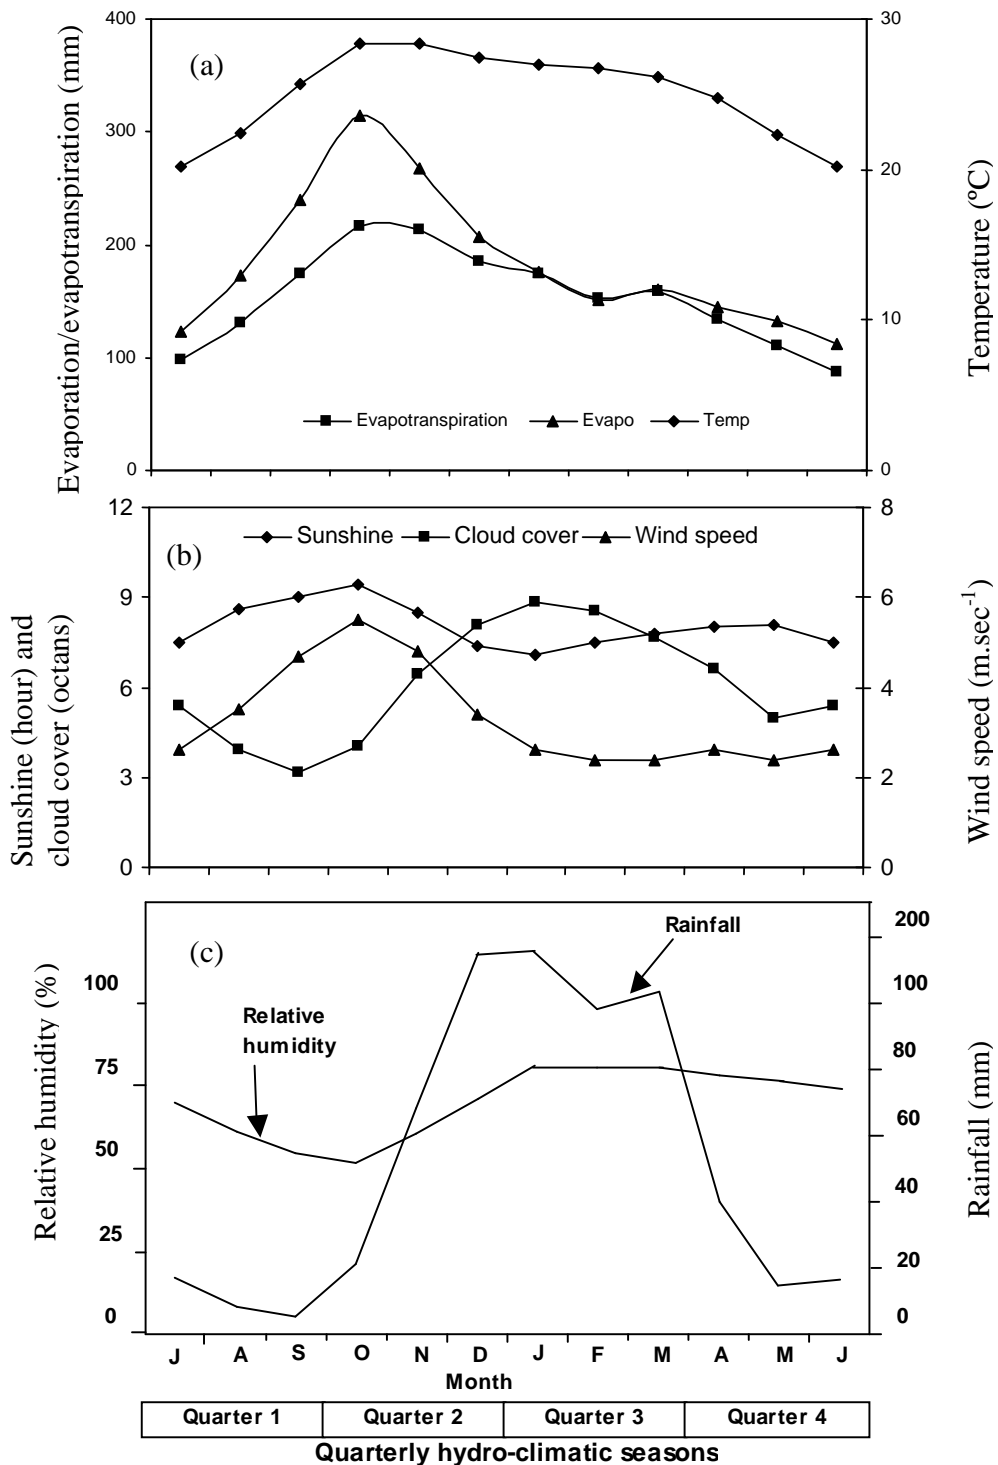 400
30
(a)
300
20
200
10
100
0
0
Evaporation/evapotranspiration (mm)
Temperature (ºC)
Evapotranspiration
Evapo
Temp
12
8
Sunshine
Cloud cover
Wind speed
(b)
9
6
6
4
3
2
0
0
Sunshine (hour) and
cloud cover (octans)
Wind speed (m.sec⁻¹)
200
Rainfall
(c)
100
100
Relative
humidity
75
80
60
50
40
25
20
0
0
Relative humidity (%)
Rainfall (mm)
J A S O N D J F M A M J
Month
Quarter 1 Quarter 2 Quarter 3 Quarter 4
Quarterly hydro-climatic seasons